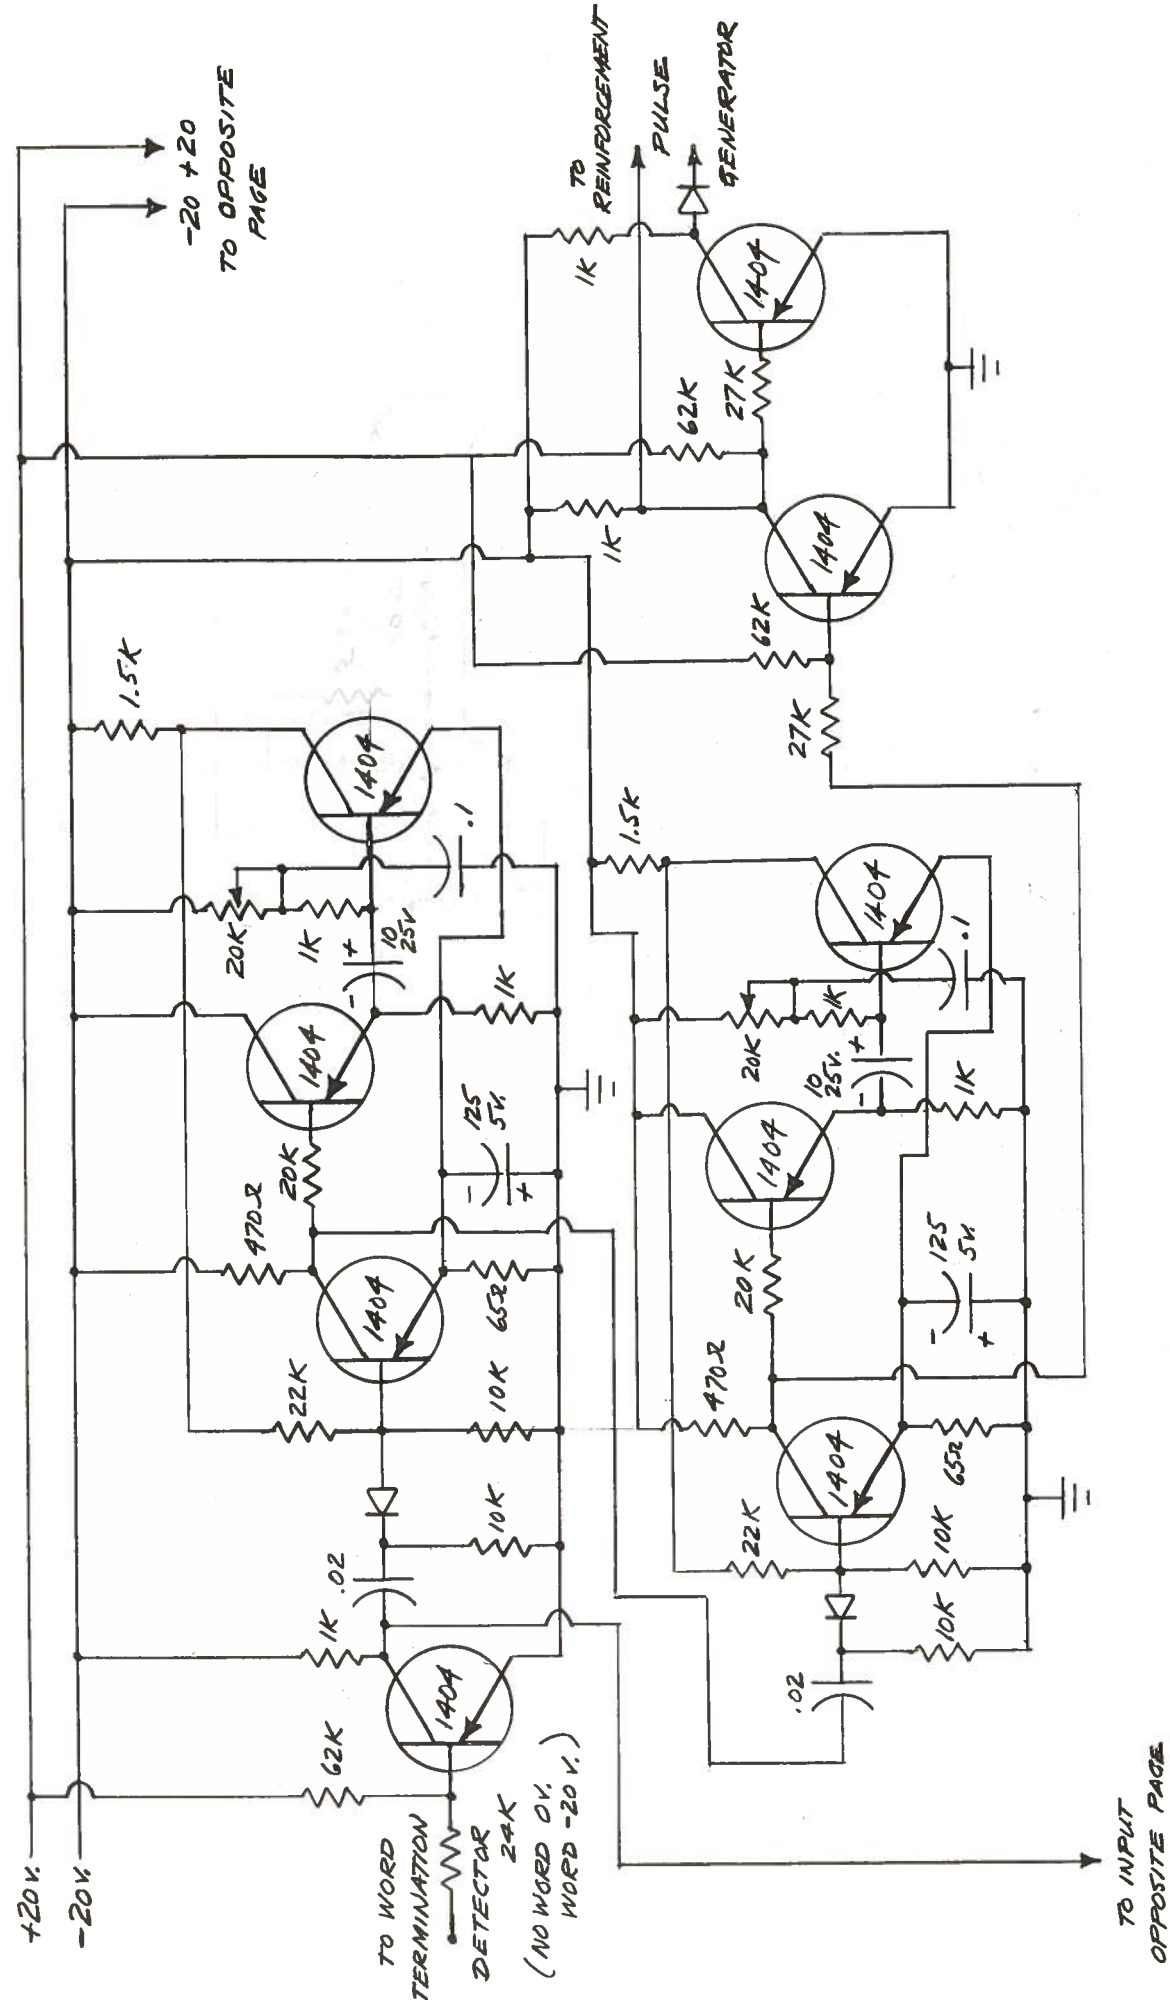 +20V.
-20V.
-20 +20
TO OPPOSITE
PAGE
62K
1K
.02
1404
TO WORD
TERMINATION
DETECTOR
24K
(NO WORD 0V.
WORD -20V.)
10K
22K
10K
1404
470Ω
65Ω
20K
125
5V.
-
+
1404
1K
-
+
10
25V.
20K
1K
1404
.1
1.5K
TO INPUT
OPPOSITE PAGE
.02
10K
22K
10K
1404
470Ω
65Ω
20K
125
5V.
-
+
1404
1K
-
+
10
25V.
20K
1K
1404
.1
1.5K
27K
62K
1404
1K
62K
27K
1404
1K
TO
REINFORCEMENT
PULSE
GENERATOR